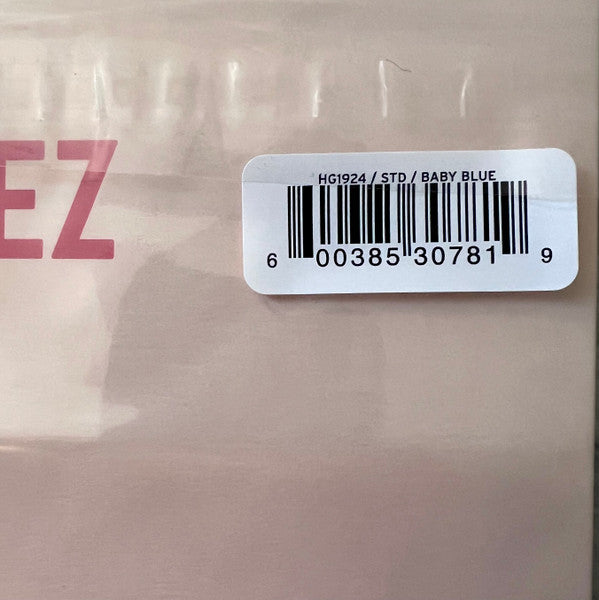 EZ
HG1924 / STD / BABY BLUE
6 00385 30781 9